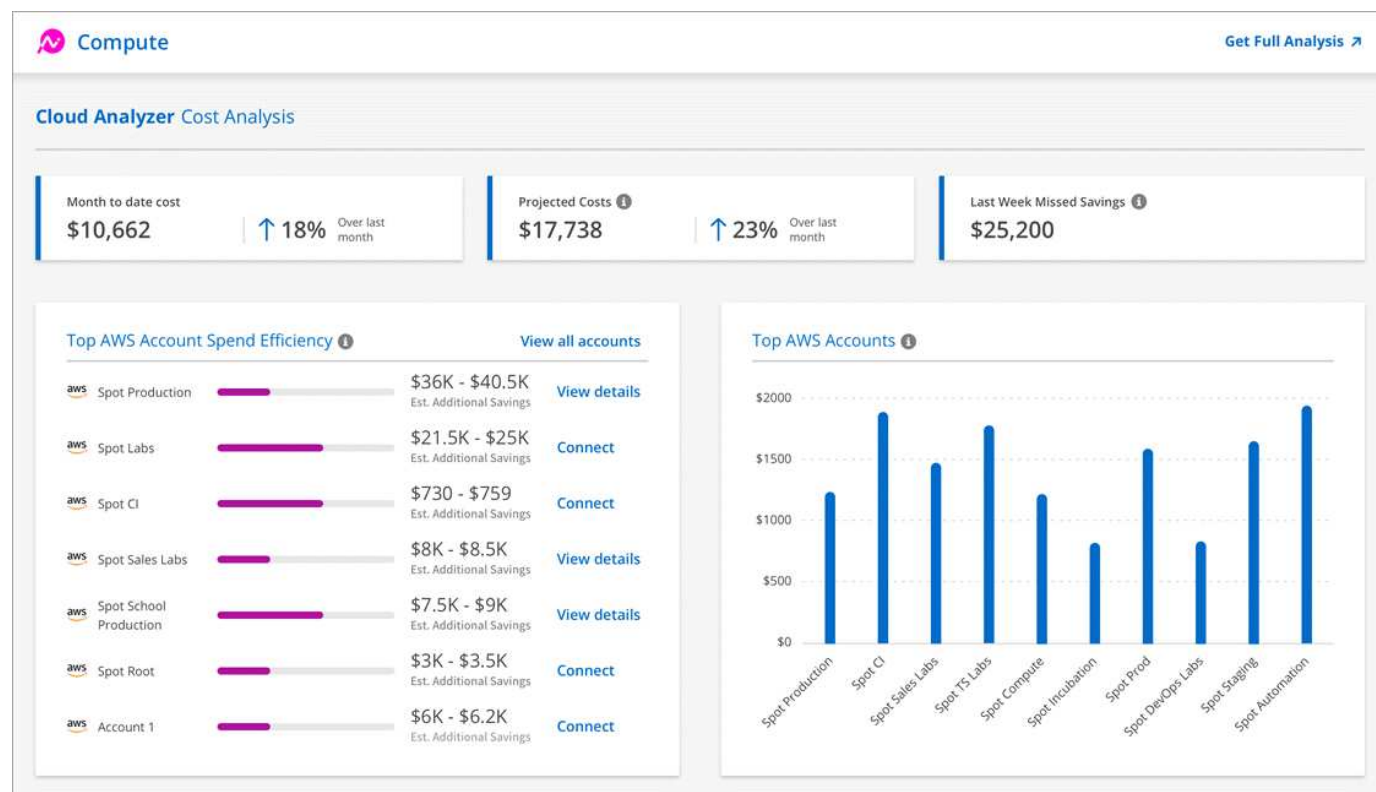 Compute
Get Full Analysis
Cloud Analyzer Cost Analysis
Month to date cost
$10,662
18%
Over last
month
Projected Costs
$17,738
23%
Over last
month
Last Week Missed Savings
$25,200
Top AWS Account Spend Efficiency
View all accounts
aws Spot Production
$36K - $40.5K
Est. Additional Savings
View details
aws Spot Labs
$21.5K - $25K
Est. Additional Savings
Connect
aws Spot CI
$730 - $759
Est. Additional Savings
Connect
aws Spot Sales Labs
$8K - $8.5K
Est. Additional Savings
View details
aws Spot School
Production
$7.5K - $9K
Est. Additional Savings
View details
aws Spot Root
$3K - $3.5K
Est. Additional Savings
Connect
aws Account 1
$6K - $6.2K
Est. Additional Savings
Connect
Top AWS Accounts
$2000
$1500
$1000
$500
$0
Spot Production
Spot CI
Spot Sales Labs
Spot TS Labs
Spot Compute
Spot Incubation
Spot Prod
Spot DevOps Labs
Spot Staging
Spot Automation